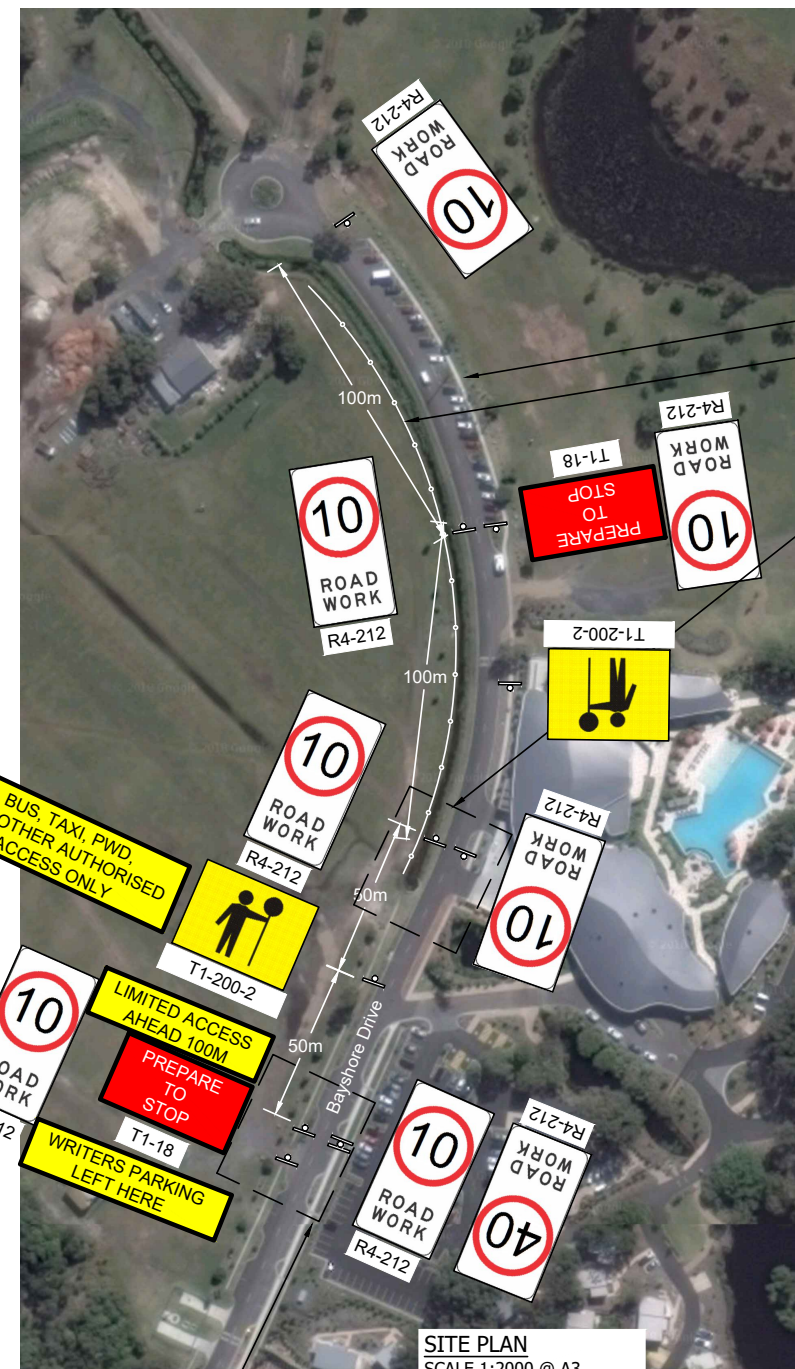 R4-212
ROAD
WORK
10
100m
R4-212
ROAD
WORK
10
T1-18
PREPARE
TO
STOP
10
ROAD
WORK
R4-212
T1-200-2
100m
10
ROAD
WORK
R4-212
BUS, TAXI, PWD,
OTHER AUTHORISED
ACCESS ONLY
T1-200-2
R4-212
ROAD
WORK
10
50m
10
OAD
ORK
12
LIMITED ACCESS
AHEAD 100M
PREPARE
TO
STOP
T1-18
WRITERS PARKING
LEFT HERE
50m
Bayshore Drive
10
ROAD
WORK
R4-212
R4-212
ROAD
WORK
40
SITE PLAN
SCALE 1:2000 @ A3